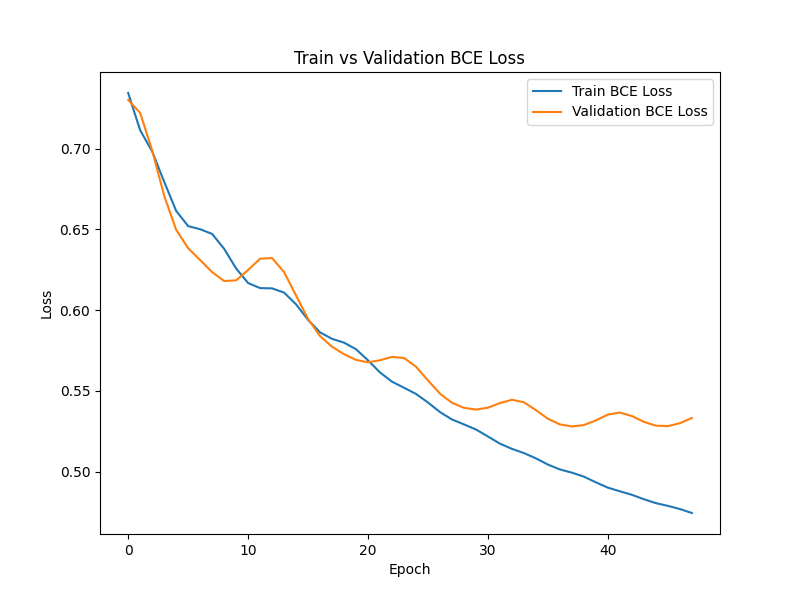 Train vs Validation BCE Loss
Train BCE Loss
Validation BCE Loss
0.70
0.65
0.60
0.55
0.50
Loss
0
10
20
30
40
Epoch